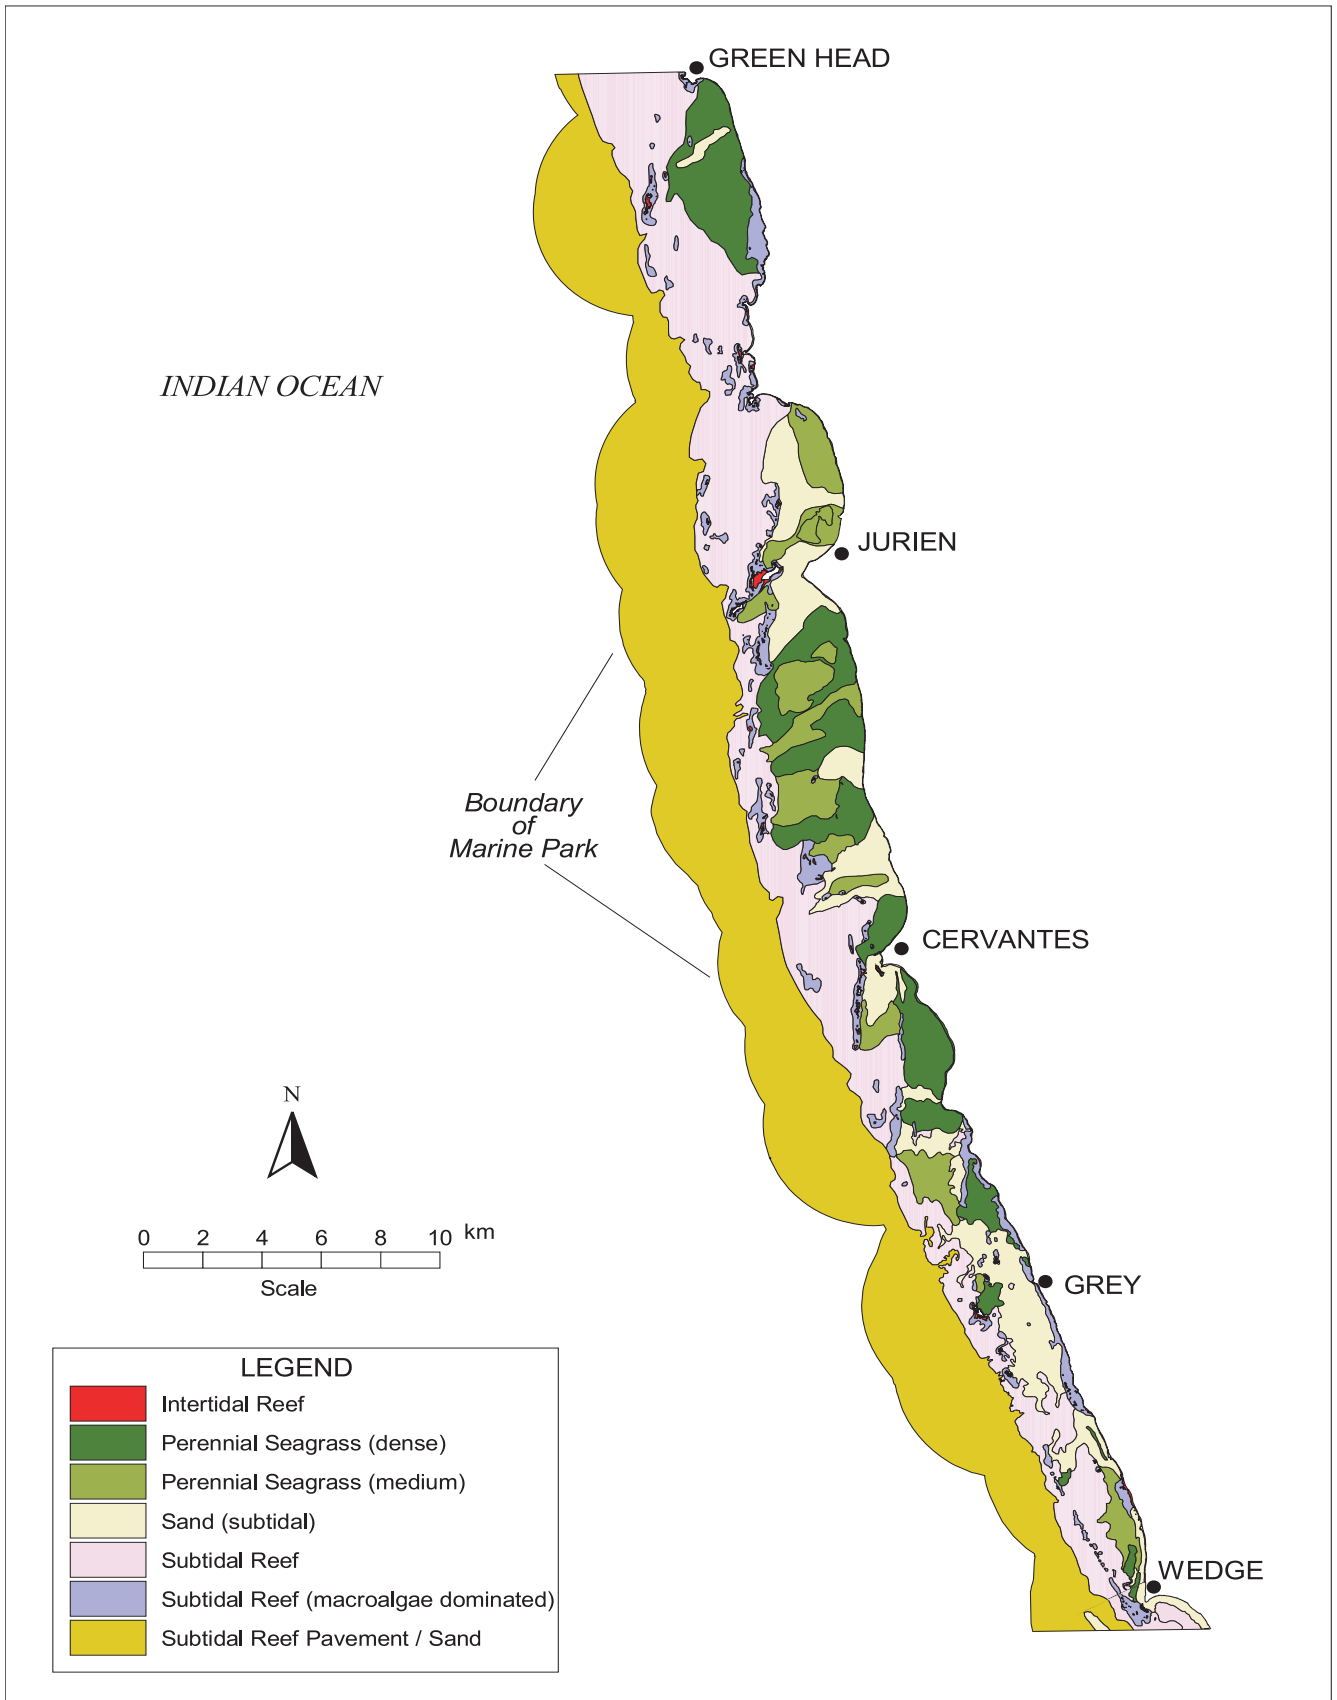 GREEN HEAD
INDIAN OCEAN
JURIEN
Boundary
of
Marine Park
CERVANTES
N
0 2 4 6 8 10 km
Scale
GREY
WEDGE
LEGEND
Intertidal Reef
Perennial Seagrass (dense)
Perennial Seagrass (medium)
Sand (subtidal)
Subtidal Reef
Subtidal Reef (macroalgae dominated)
Subtidal Reef Pavement / Sand